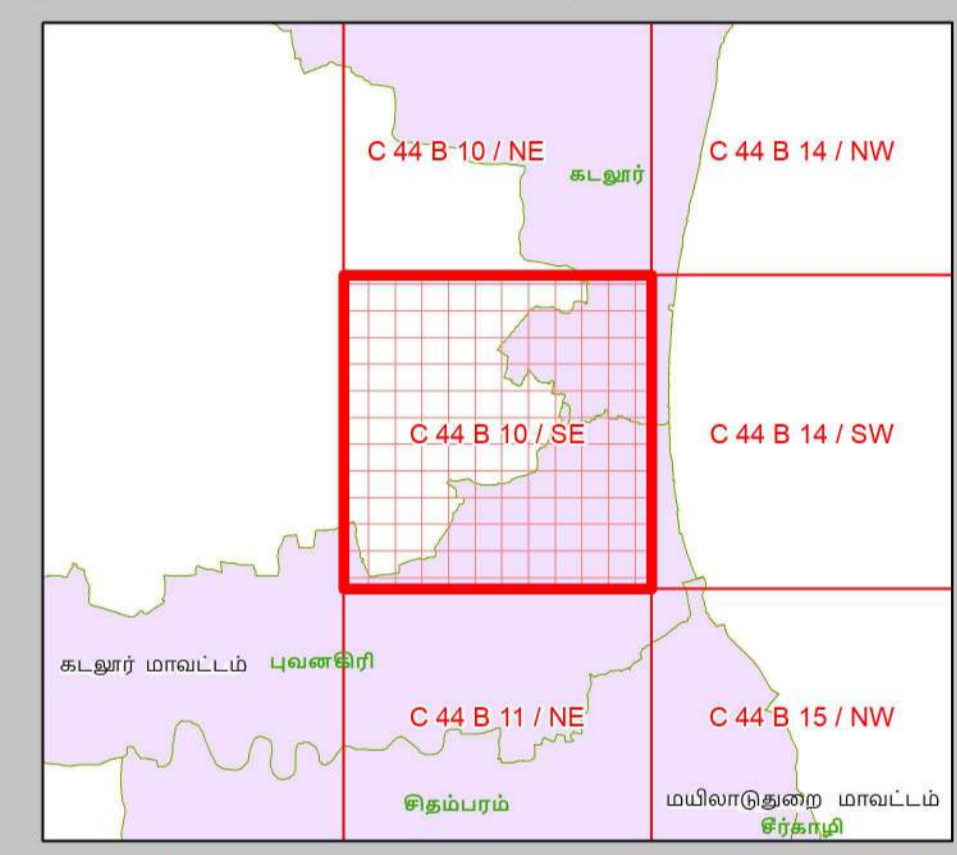 C 44 B 10 / NE
C 44 B 14 / NW
கடலூர்
C 44 B 10 / SE
C 44 B 14 / SW
கடலூர் மாவட்டம்
புவனகிரி
C 44 B 11 / NE
C 44 B 15 / NW
சிதம்பரம்
மயிலாடுதுறை மாவட்டம்
சீர்காழி